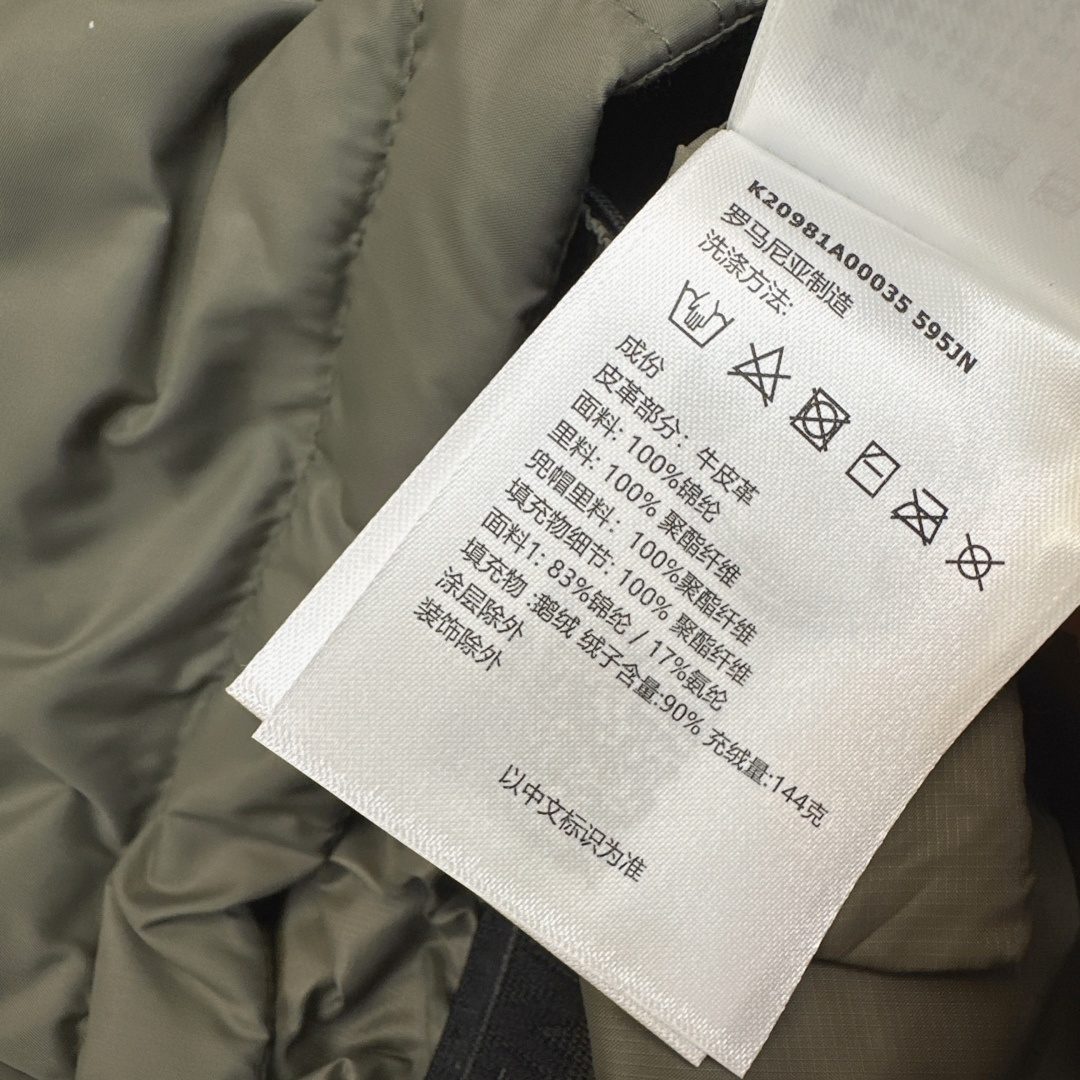 K20981A00035 595JN
罗马尼亚制造
洗涤方法:
成份
皮革部分：牛皮革
面料: 100%锦纶
里料: 100% 聚酯纤维
兜帽里料：100%聚酯纤维
填充物细节: 100% 聚酯纤维
面料1: 83%锦纶 / 17%氨纶
填充物 :鹅绒 绒子含量:90% 充绒量:144克
涂层除外
装饰除外
以中文标识为准